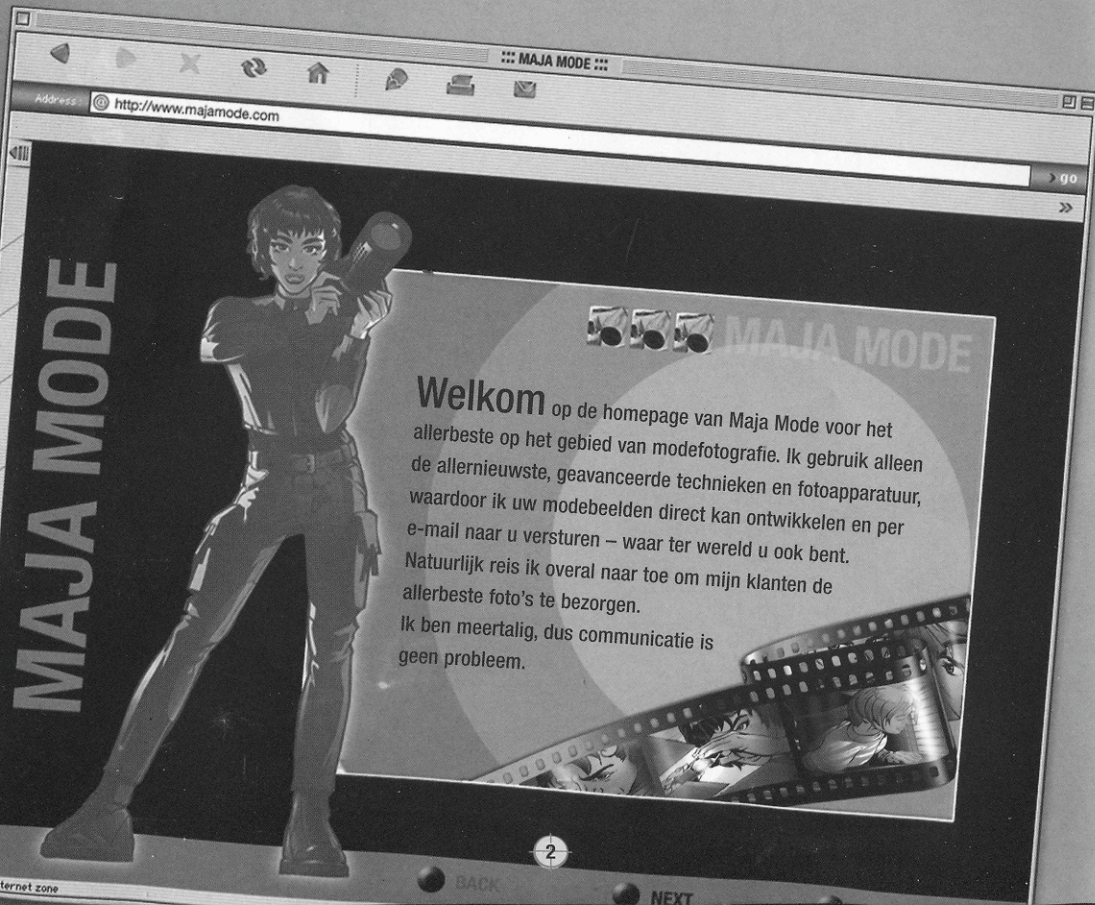 ::: MAJA MODE :::
Address: @ http://www.majamode.com
> go
>>
MAJA MODE
MAJA MODE
Welkom op de homepage van Maja Mode voor het
allerbeste op het gebied van modefotografie. Ik gebruik alleen
de allernieuwste, geavanceerde technieken en fotoapparatuur,
waardoor ik uw modebeelden direct kan ontwikkelen en per
e-mail naar u versturen – waar ter wereld u ook bent.
Natuurlijk reis ik overal naar toe om mijn klanten de
allerbeste foto's te bezorgen.
Ik ben meertalig, dus communicatie is
geen probleem.
2
BACK
NEXT
ternet zone